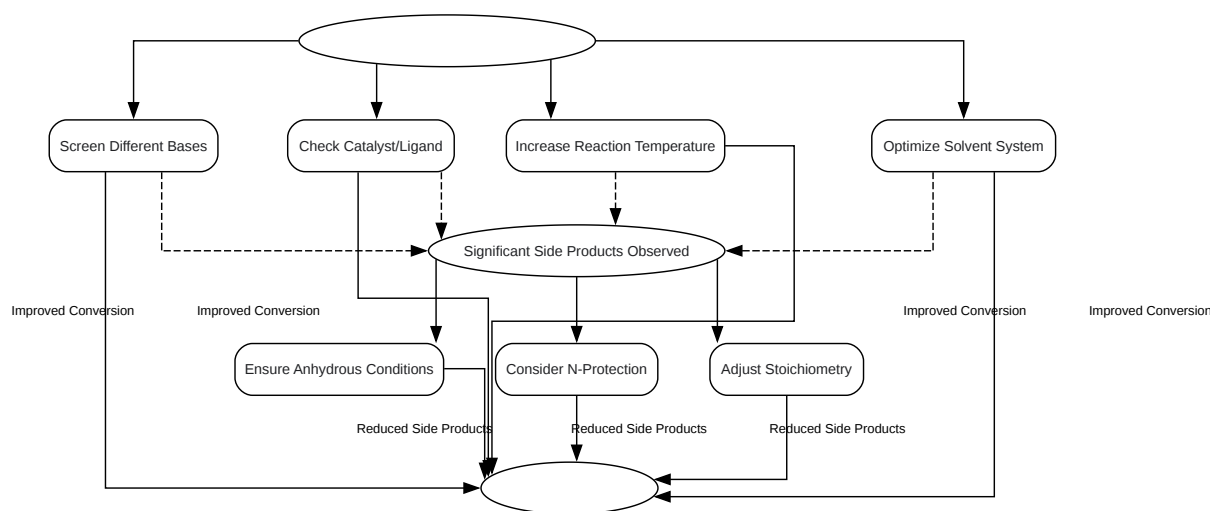 Screen Different Bases
Check Catalyst/Ligand
Increase Reaction Temperature
Optimize Solvent System
Significant Side Products Observed
Improved Conversion
Improved Conversion
Improved Conversion
Improved Conversion
Ensure Anhydrous Conditions
Consider N-Protection
Adjust Stoichiometry
Reduced Side Products
Reduced Side Products
Reduced Side Products